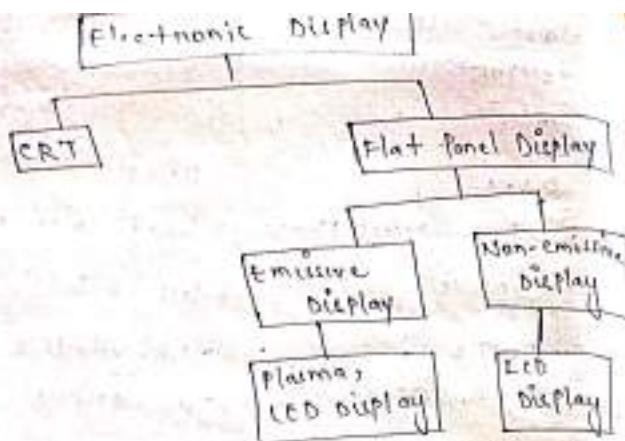 Electronic Display
CRT
Flat Panel Display
Emissive
Display
Non-emissive
Display
Plasma,
LED Display
LCD
Display